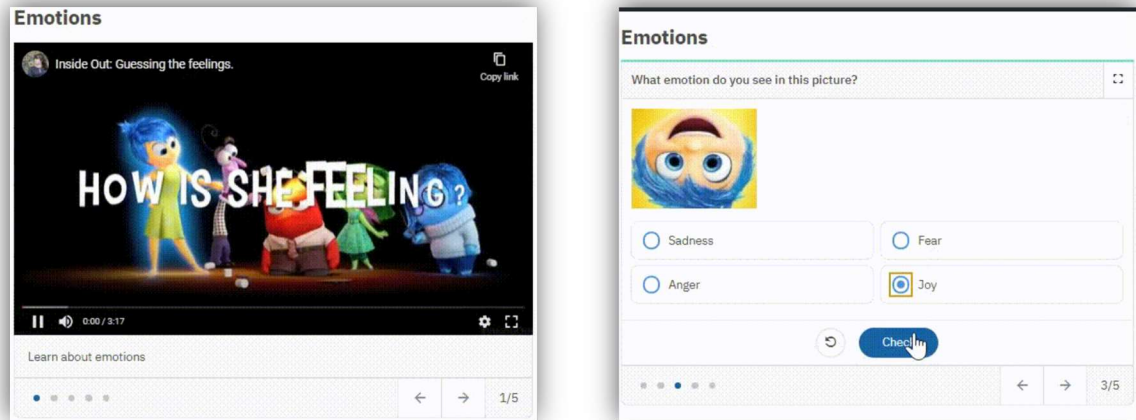 Emotions
Inside Out: Guessing the feelings.
Copy link
HOW IS SHE FEELING?
0:00 / 3:17
Learn about emotions
1/5
Emotions
What emotion do you see in this picture?
Sadness
Fear
Anger
Joy
3/5